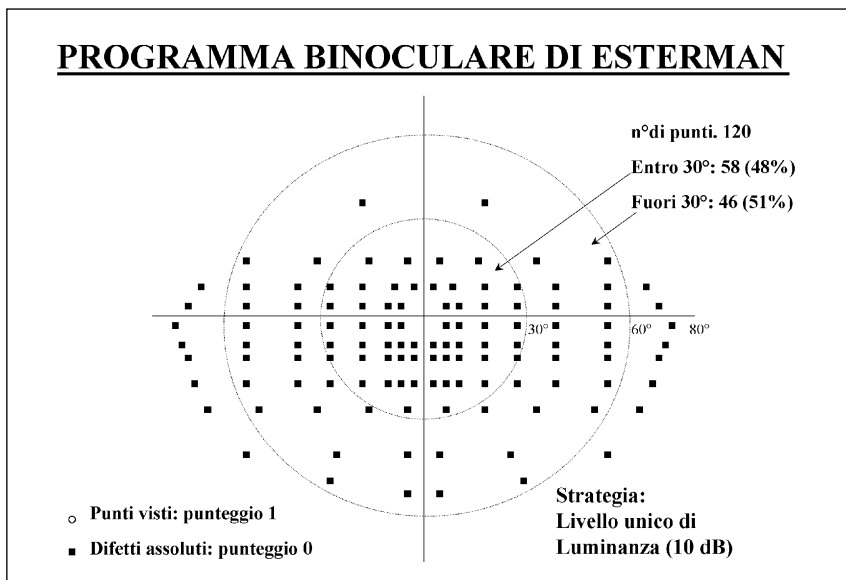 PROGRAMMA BINOCULARE DI ESTERMAN
n°di punti. 120
Entro 30°: 58 (48%)
Fuori 30°: 46 (51%)
30°
60°
80°
Punti visti: punteggio 1
Difetti assoluti: punteggio 0
Strategia:
Livello unico di
Luminanza (10 dB)